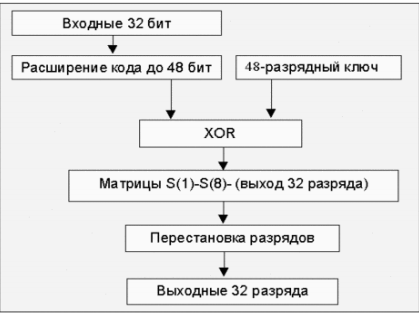 Входные 32 бит
Расширение кода до 48 бит
48-разрядный ключ
XOR
Матрицы S(1)-S(8)- (выход 32 разряда)
Перестановка разрядов
Выходные 32 разряда